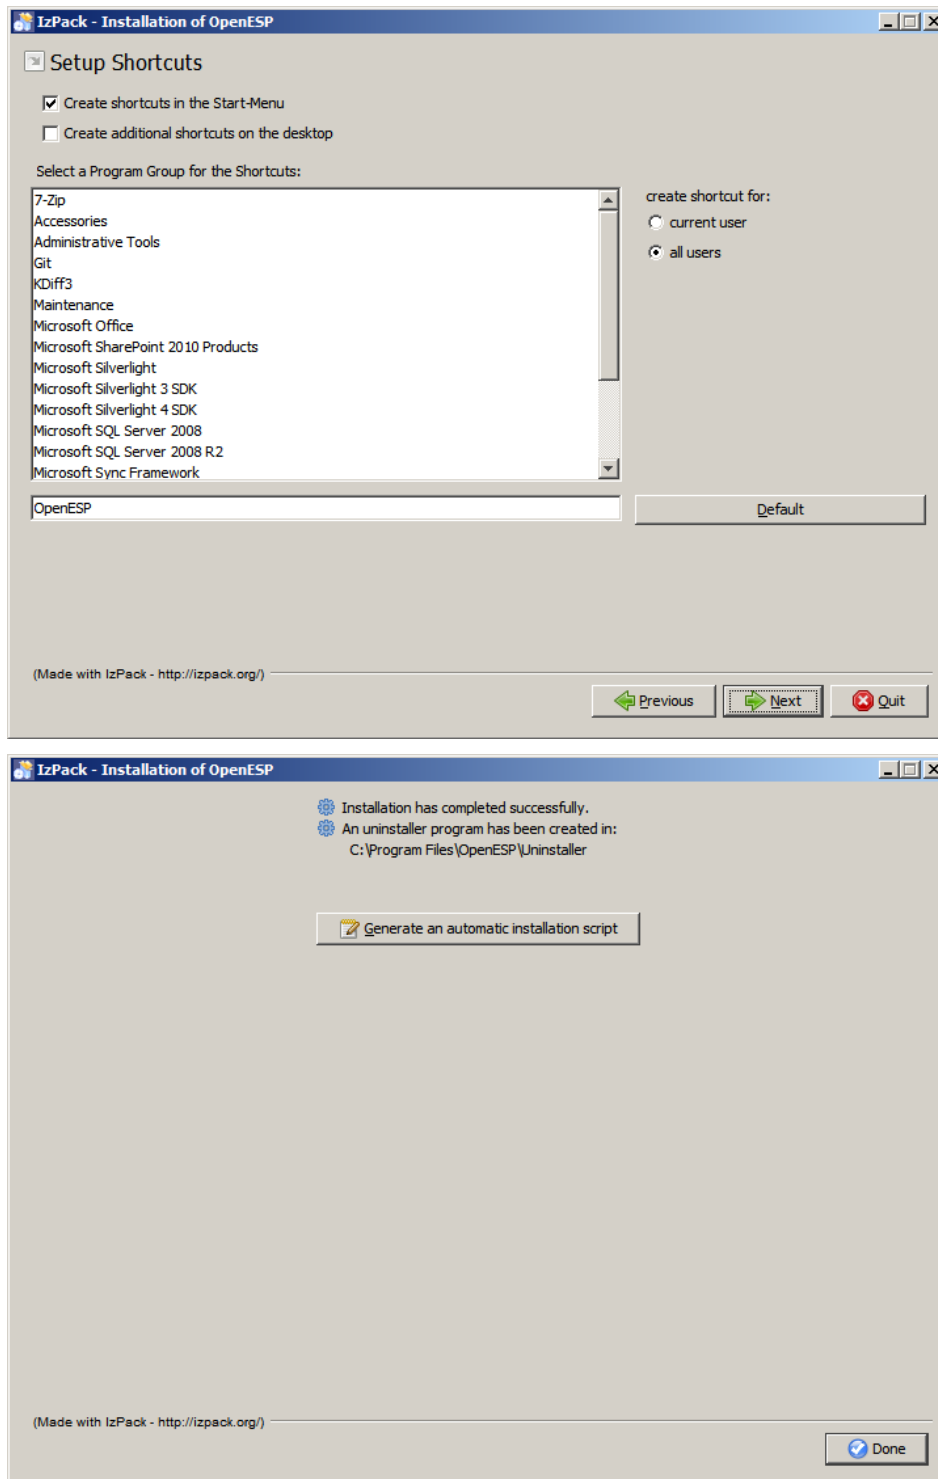 IzPack - Installation of OpenESP
Setup Shortcuts
Create shortcuts in the Start-Menu
Create additional shortcuts on the desktop
Select a Program Group for the Shortcuts:
7-Zip
Accessories
Administrative Tools
Git
KDiff3
Maintenance
Microsoft Office
Microsoft SharePoint 2010 Products
Microsoft Silverlight
Microsoft Silverlight 3 SDK
Microsoft Silverlight 4 SDK
Microsoft SQL Server 2008
Microsoft SQL Server 2008 R2
Microsoft Sync Framework
create shortcut for:
current user
all users
OpenESP
Default
(Made with IzPack - http://izpack.org/)
Previous
Next
Quit
IzPack - Installation of OpenESP
Installation has completed successfully.
An uninstaller program has been created in:
C:\Program Files\OpenESP\Uninstaller
Generate an automatic installation script
(Made with IzPack - http://izpack.org/)
Done